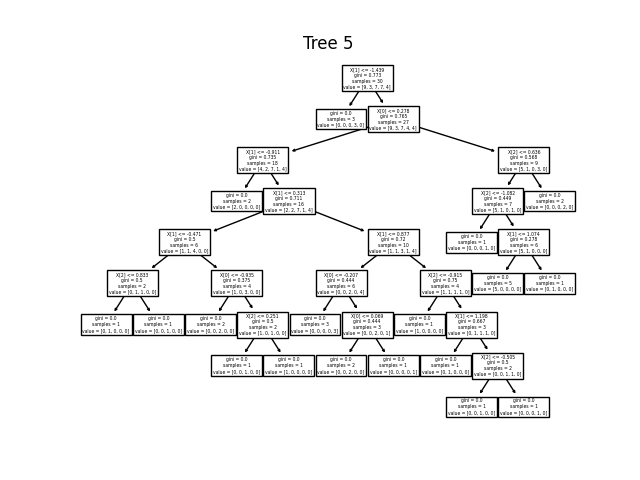 Tree 5
X[1] <= -1.439
gini = 0.773
samples = 30
value = [9, 3, 7, 7, 4]
gini = 0.0
samples = 3
value = [0, 0, 0, 3, 0]
X[0] <= 0.278
gini = 0.765
samples = 27
value = [9, 3, 7, 4, 4]
X[1] <= -0.911
gini = 0.735
samples = 18
value = [4, 2, 7, 1, 4]
X[2] <= 0.636
gini = 0.568
samples = 9
value = [5, 1, 0, 3, 0]
gini = 0.0
samples = 2
value = [2, 0, 0, 0, 0]
X[1] <= 0.313
gini = 0.711
samples = 16
value = [2, 2, 7, 1, 4]
X[2] <= -1.082
gini = 0.449
samples = 7
value = [5, 1, 0, 1, 0]
gini = 0.0
samples = 2
value = [0, 0, 0, 2, 0]
X[1] <= -0.471
gini = 0.5
samples = 6
value = [1, 1, 4, 0, 0]
X[1] <= 0.877
gini = 0.72
samples = 10
value = [1, 1, 3, 1, 4]
gini = 0.0
samples = 1
value = [0, 0, 0, 1, 0]
X[1] <= 1.074
gini = 0.278
samples = 6
value = [5, 1, 0, 0, 0]
X[2] <= 0.833
gini = 0.5
samples = 2
value = [0, 1, 1, 0, 0]
X[0] <= -0.935
gini = 0.375
samples = 4
value = [1, 0, 3, 0, 0]
X[0] <= -0.207
gini = 0.444
samples = 6
value = [0, 0, 2, 0, 4]
X[2] <= -0.915
gini = 0.75
samples = 4
value = [1, 1, 1, 1, 0]
gini = 0.0
samples = 5
value = [5, 0, 0, 0, 0]
gini = 0.0
samples = 1
value = [0, 1, 0, 0, 0]
gini = 0.0
samples = 1
value = [0, 1, 0, 0, 0]
gini = 0.0
samples = 1
value = [0, 0, 1, 0, 0]
gini = 0.0
samples = 2
value = [0, 0, 2, 0, 0]
X[2] <= 0.251
gini = 0.5
samples = 2
value = [1, 0, 1, 0, 0]
gini = 0.0
samples = 3
value = [0, 0, 0, 0, 3]
X[0] <= 0.069
gini = 0.444
samples = 3
value = [0, 0, 2, 0, 1]
gini = 0.0
samples = 1
value = [1, 0, 0, 0, 0]
X[1] <= 1.198
gini = 0.667
samples = 3
value = [0, 1, 1, 1, 0]
gini = 0.0
samples = 1
value = [0, 0, 1, 0, 0]
gini = 0.0
samples = 1
value = [1, 0, 0, 0, 0]
gini = 0.0
samples = 2
value = [0, 0, 2, 0, 0]
gini = 0.0
samples = 1
value = [0, 0, 0, 0, 1]
gini = 0.0
samples = 1
value = [0, 1, 0, 0, 0]
X[2] <= -0.505
gini = 0.5
samples = 2
value = [0, 0, 1, 1, 0]
gini = 0.0
samples = 1
value = [0, 0, 1, 0, 0]
gini = 0.0
samples = 1
value = [0, 0, 0, 1, 0]